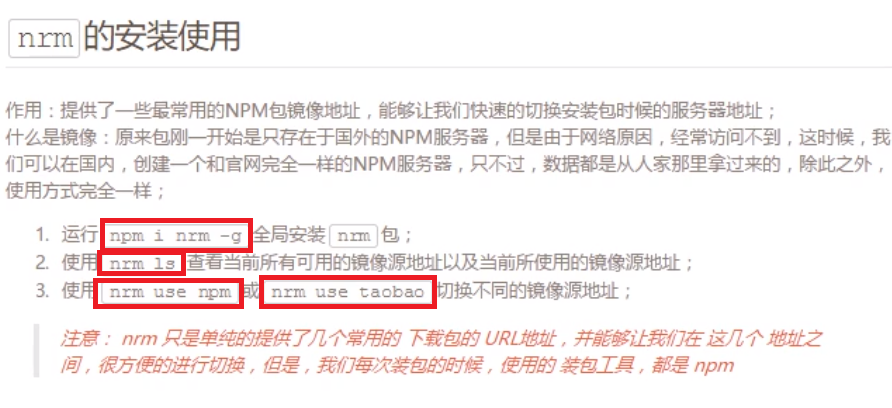 nrm 的安装使用
作用：提供了一些最常用的NPM包镜像地址，能够让我们快速的切换安装包时候的服务器地址；
什么是镜像：原来包刚一开始是只存在于国外的NPM服务器，但是由于网络原因，经常访问不到，这时候，我
们可以在国内，创建一个和官网完全一样的NPM服务器，只不过，数据都是从人家那里拿过来的，除此之外，
使用方式完全一样；
1. 运行 npm i nrm -g 全局安装 nrm 包；
2. 使用 nrm ls 查看当前所有可用的镜像源地址以及当前所使用的镜像源地址；
3. 使用 nrm use npm 或 nrm use taobao 切换不同的镜像源地址；
注意： nrm 只是单纯的提供了几个常用的 下载包的 URL地址，并能够让我们在 这几个 地址之
间，很方便的进行切换，但是，我们每次装包的时候，使用的 装包工具，都是 npm